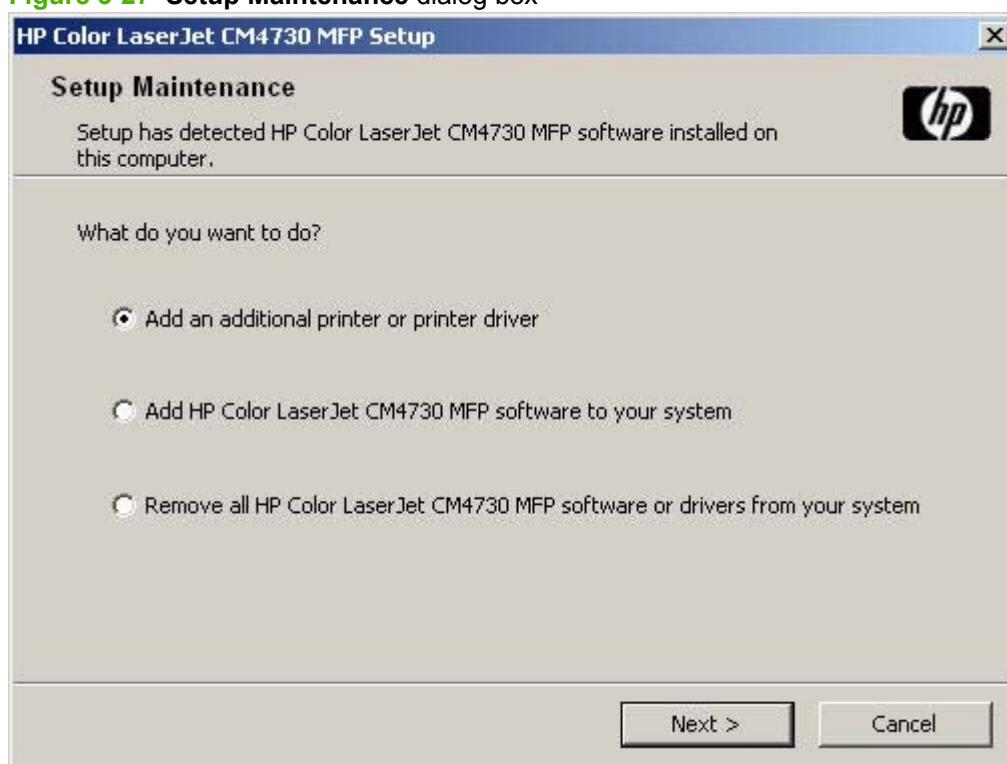 Setup Maintenance dialog box
HP Color LaserJet CM4730 MFP Setup
Setup Maintenance
Setup has detected HP Color LaserJet CM4730 MFP software installed on
this computer.
hp
What do you want to do?
Add an additional printer or printer driver
Add HP Color LaserJet CM4730 MFP software to your system
Remove all HP Color LaserJet CM4730 MFP software or drivers from your system
Next >
Cancel